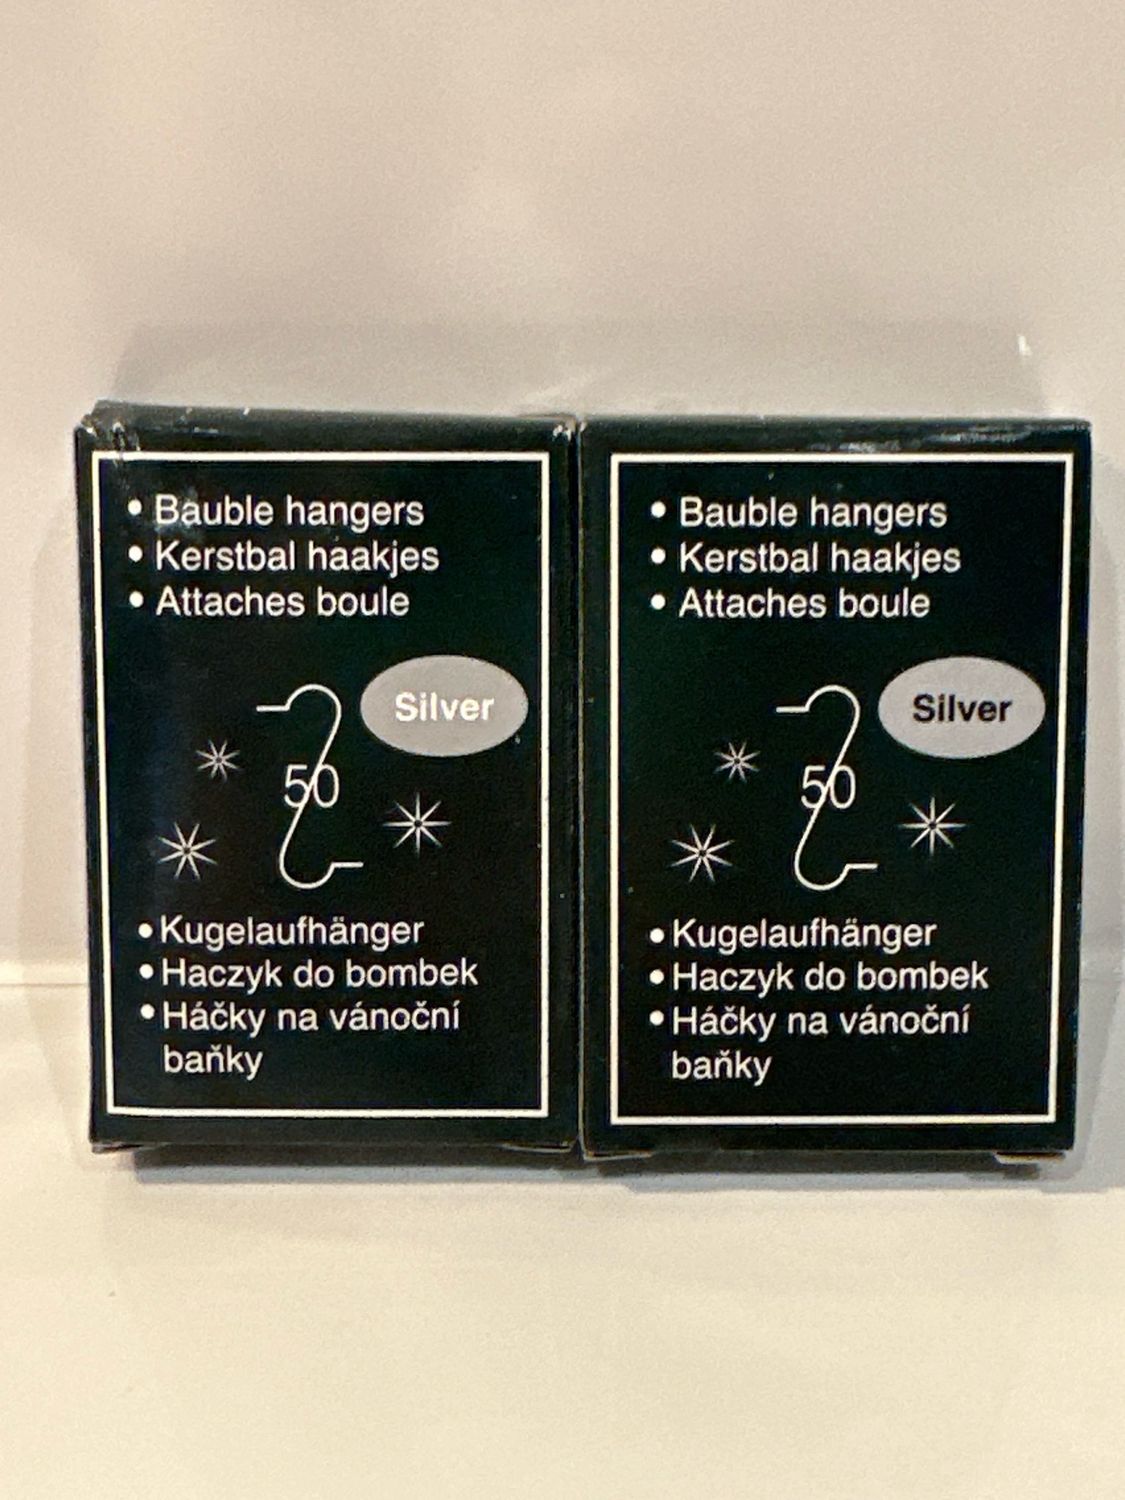 • Bauble hangers
• Kerstbal haakjes
• Attaches boule
Silver
50
• Kugelaufhänger
• Haczyk do bombek
• Háčky na vánoční
baňky
• Bauble hangers
• Kerstbal haakjes
• Attaches boule
Silver
50
• Kugelaufhänger
• Haczyk do bombek
• Háčky na vánoční
baňky